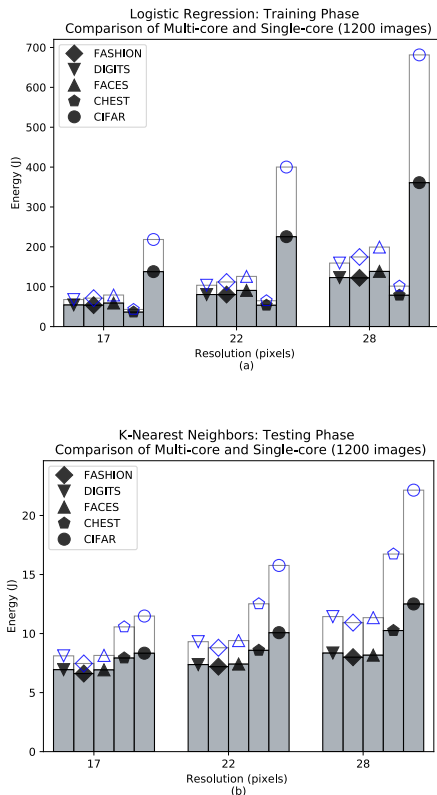 Logistic Regression: Training Phase
Comparison of Multi-core and Single-core (1200 images)
700
600
500
400
300
200
100
0
Energy (J)
FASHION
DIGITS
FACES
CHEST
CIFAR
17
22
28
Resolution (pixels)
(a)
K-Nearest Neighbors: Testing Phase
Comparison of Multi-core and Single-core (1200 images)
20
15
10
5
0
Energy (J)
FASHION
DIGITS
FACES
CHEST
CIFAR
17
22
28
Resolution (pixels)
(b)